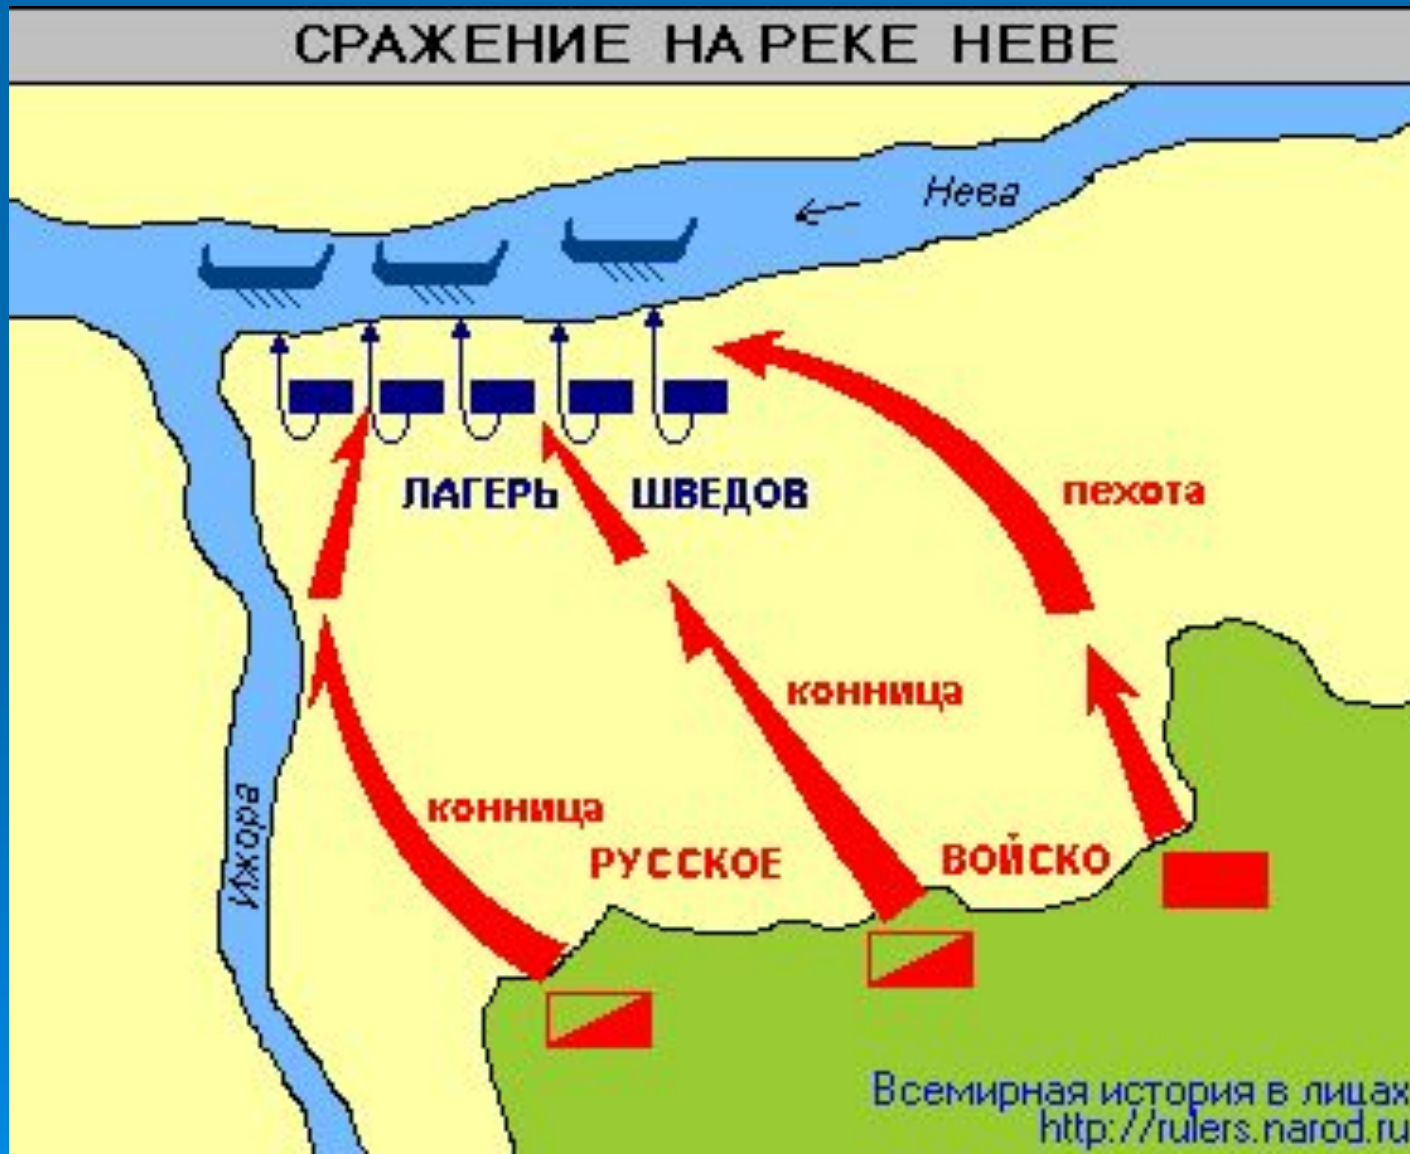 СРАЖЕНИЕ НА РЕКЕ НЕВЕ
Нева
ЛАГЕРЬ ШВЕДОВ
пехота
конница
конница
РУССКОЕ ВОЙСКО
Ижора
Всемирная история в лицах
http://rulers.narod.ru